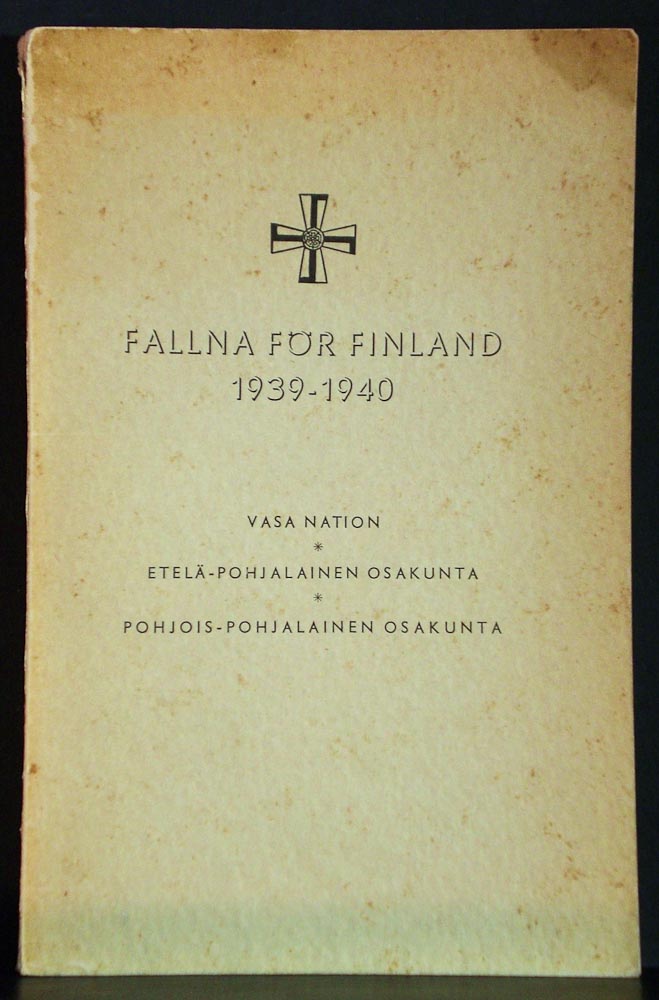 FALLNA FÖR FINLAND
1939-1940
VASA NATION
*
ETELÄ-POHJALAINEN OSAKUNTA
*
POHJOIS-POHJALAINEN OSAKUNTA